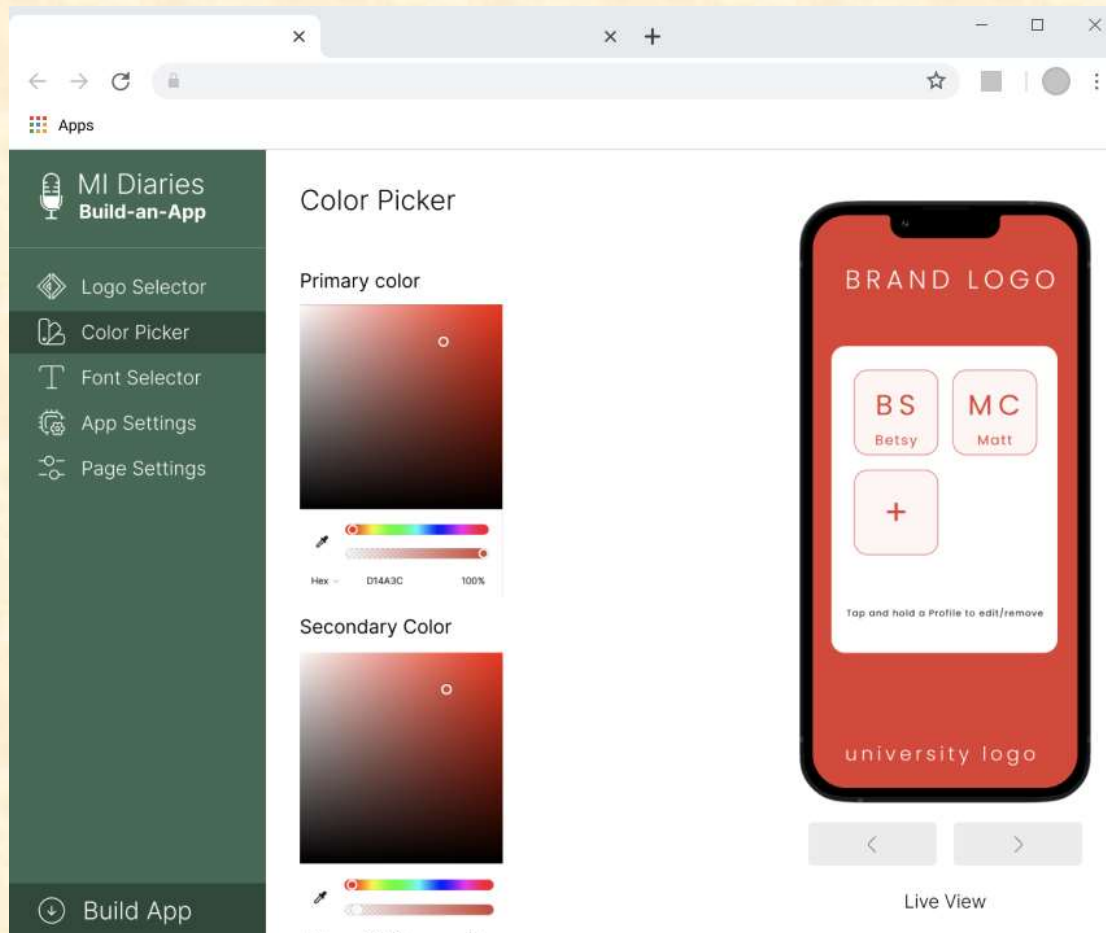 Apps
MI Diaries
Build-an-App
Logo Selector
Color Picker
Font Selector
App Settings
Page Settings
Build App
Color Picker
Primary color
Hex D14A3C 100%
Secondary Color
BRAND LOGO
BS MC
Betsy Matt
+
Tap and hold a Profile to edit/remove
university logo
Live View